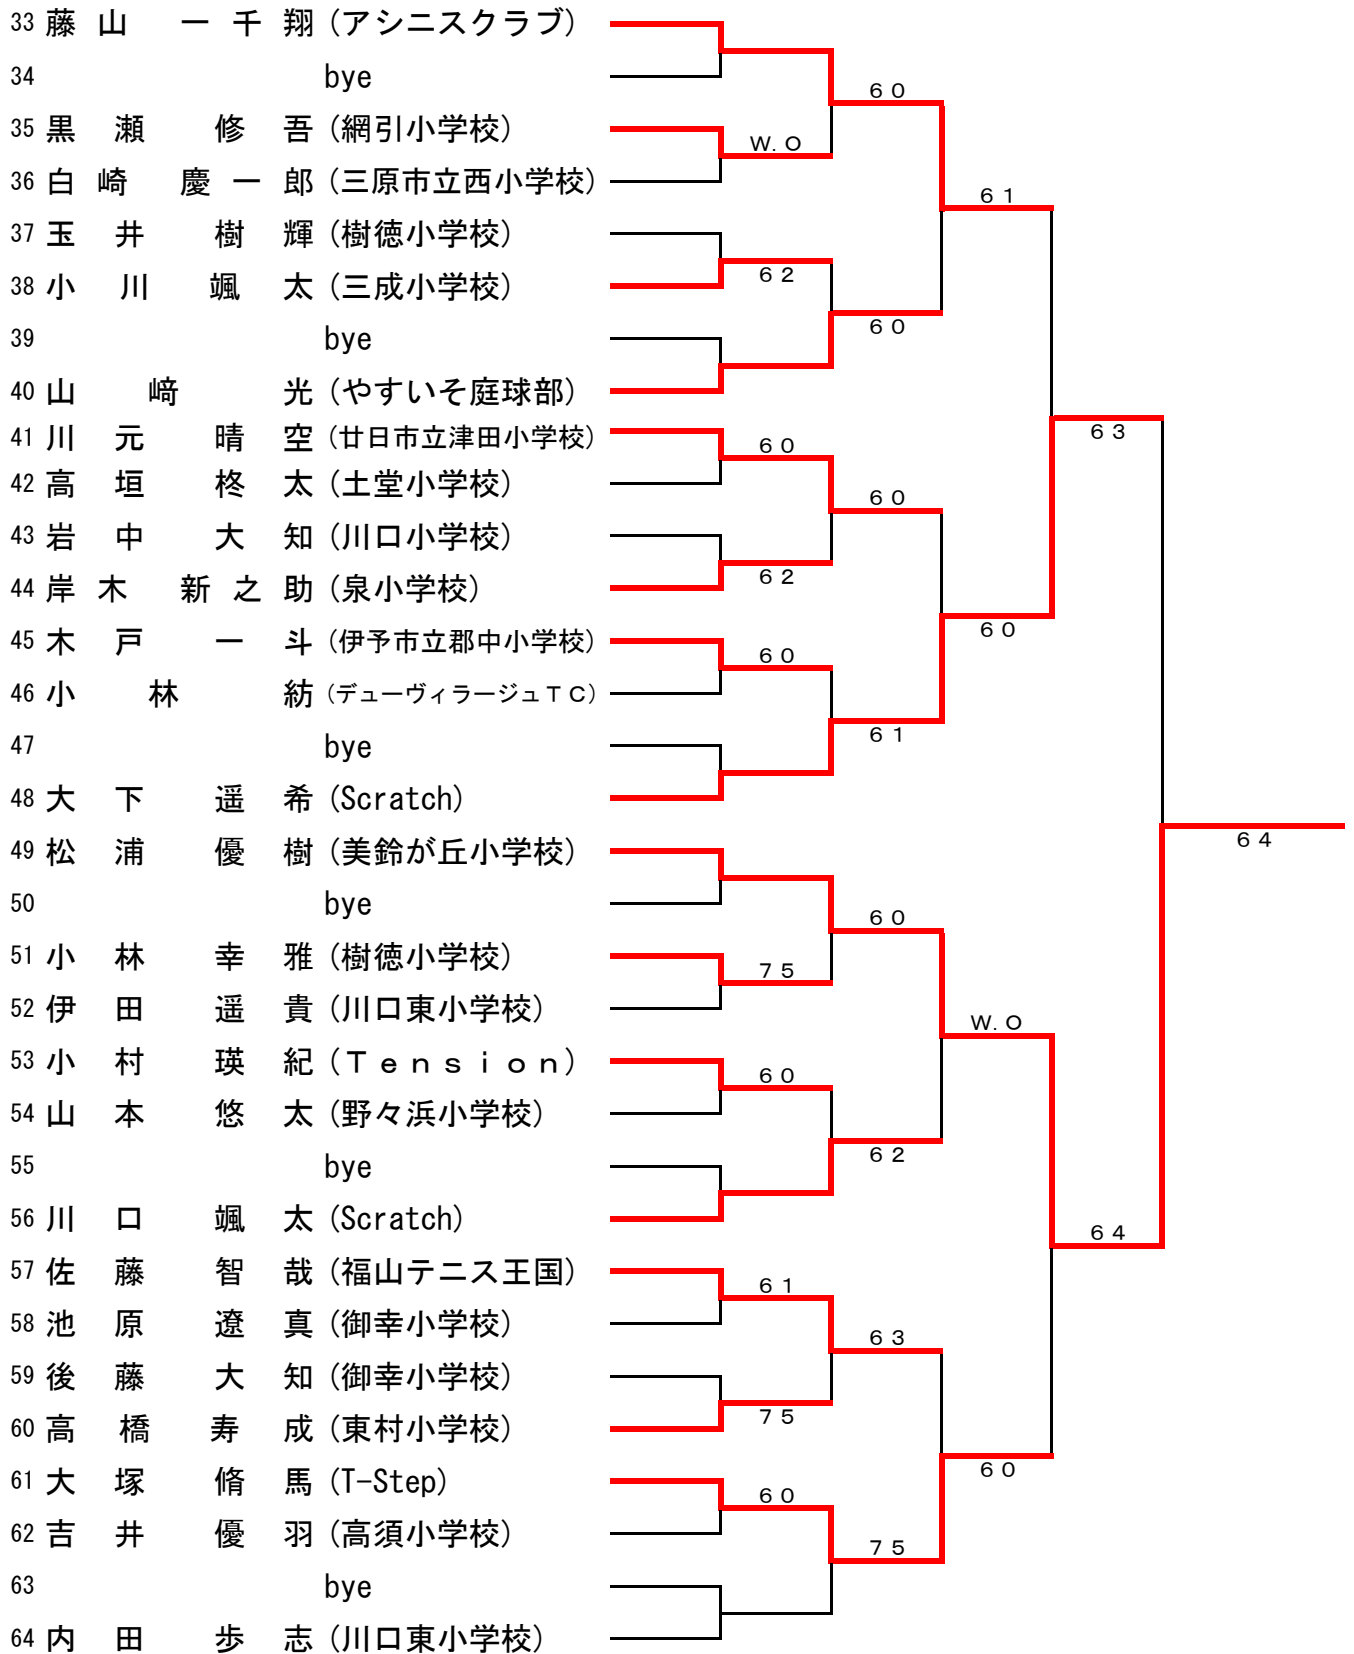 33 藤山 一千翔 (アシニスクラブ)
34 bye
60
35 黒瀬 修吾 (網引小学校)
W.O
36 白崎 慶一郎 (三原市立西小学校)
61
37 玉井 樹輝 (樹徳小学校)
62
38 小川 颯太 (三成小学校)
60
39 bye
40 山﨑 光 (やすいそ庭球部)
63
41 川元 晴空 (廿日市立津田小学校)
60
42 高垣 柊太 (土堂小学校)
60
43 岩中 大知 (川口小学校)
62
44 岸木 新之助 (泉小学校)
60
45 木戸 一斗 (伊予市立郡中小学校)
60
46 小林 紡 (デューヴィラージュTC)
61
47 bye
48 大下 遥希 (Scratch)
64
49 松浦 優樹 (美鈴が丘小学校)
50 bye
60
51 小林 幸雅 (樹徳小学校)
75
52 伊田 遥貴 (川口東小学校)
W.O
53 小村 瑛紀 (Tension)
60
54 山本 悠太 (野々浜小学校)
62
55 bye
56 川口 颯太 (Scratch)
64
57 佐藤 智哉 (福山テニス王国)
61
58 池原 遼真 (御幸小学校)
63
59 後藤 大知 (御幸小学校)
75
60 高橋 寿成 (東村小学校)
60
61 大塚 脩馬 (T-Step)
60
62 吉井 優羽 (高須小学校)
75
63 bye
64 内田 歩志 (川口東小学校)